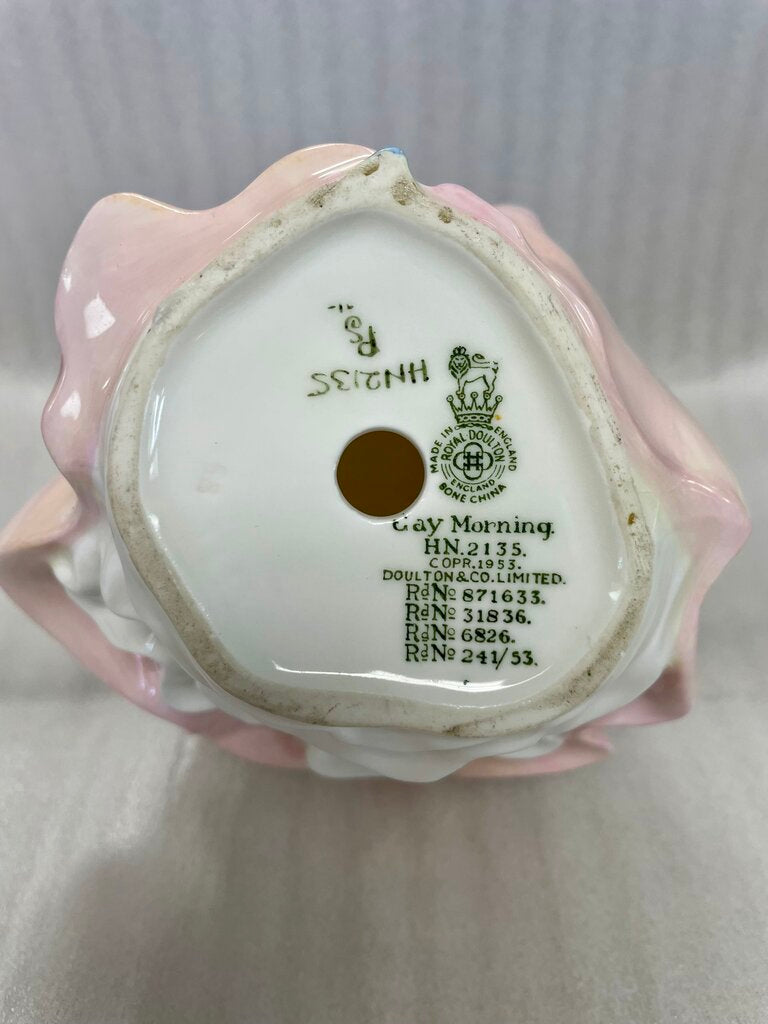 HN2135
MADE IN ENGLAND
ROYAL DOULTON
ENGLAND
BONE CHINA
Gay Morning.
HN.2135.
COPR.1953.
DOULTON & CO. LIMITED.
RdNo 871633.
RdNo 31836.
RdNo 6826.
RdNo 241/53.